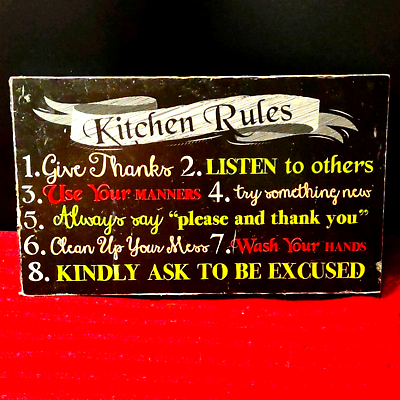 Kitchen Rules
1. Give Thanks 2. LISTEN to others
3. Use Your MANNERS 4. try something new
5. Always say “please and thank you”
6. Clean Up Your Mess 7. Wash Your HANDS
8. KINDLY ASK TO BE EXCUSED